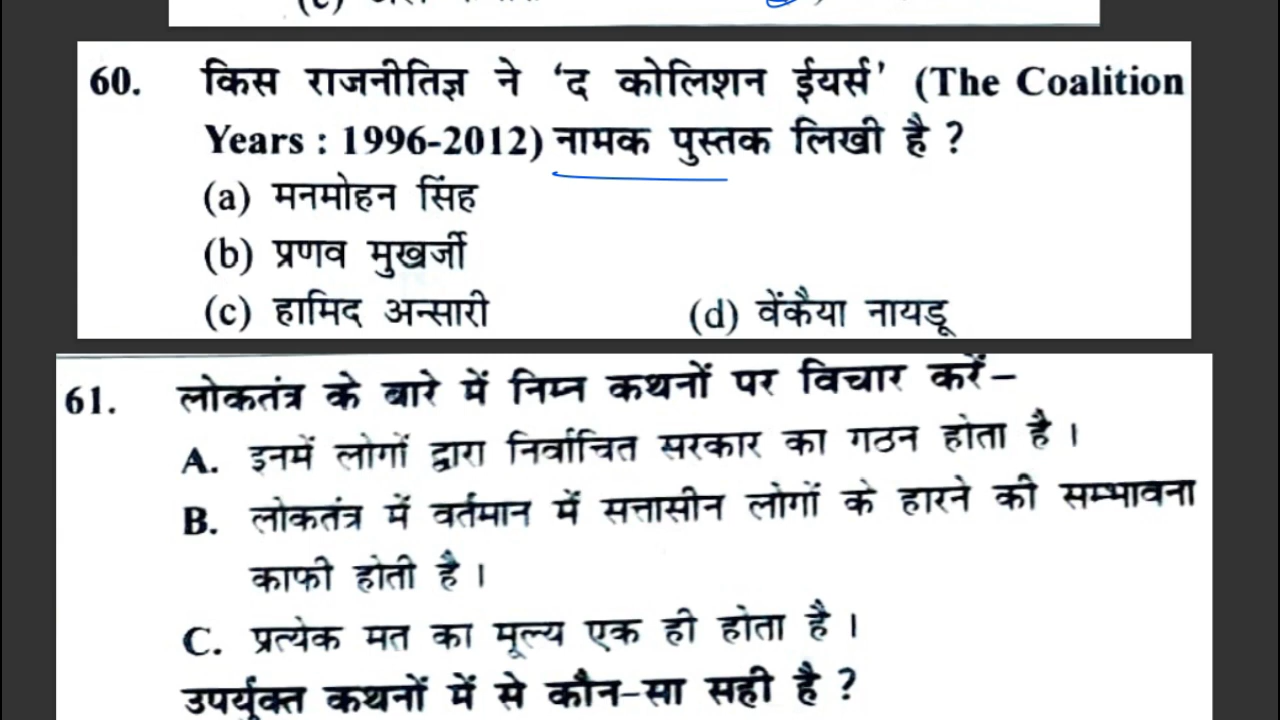 60. किस राजनीतिज्ञ ने ‘द कोलिशन ईयर्स’ (The Coalition
Years : 1996-2012) नामक पुस्तक लिखी है ?
(a) मनमोहन सिंह
(b) प्रणव मुखर्जी
(c) हामिद अन्सारी (d) वेंकैया नायडू
61. लोकतंत्र के बारे में निम्न कथनों पर विचार करें–
A. इनमें लोगों द्वारा निर्वाचित सरकार का गठन होता है ।
B. लोकतंत्र में वर्तमान में सत्तासीन लोगों के हारने की सम्भावना
काफी होती है ।
C. प्रत्येक मत का मूल्य एक ही होता है ।
उपर्युक्त कथनों में से कौन-सा सही है ?